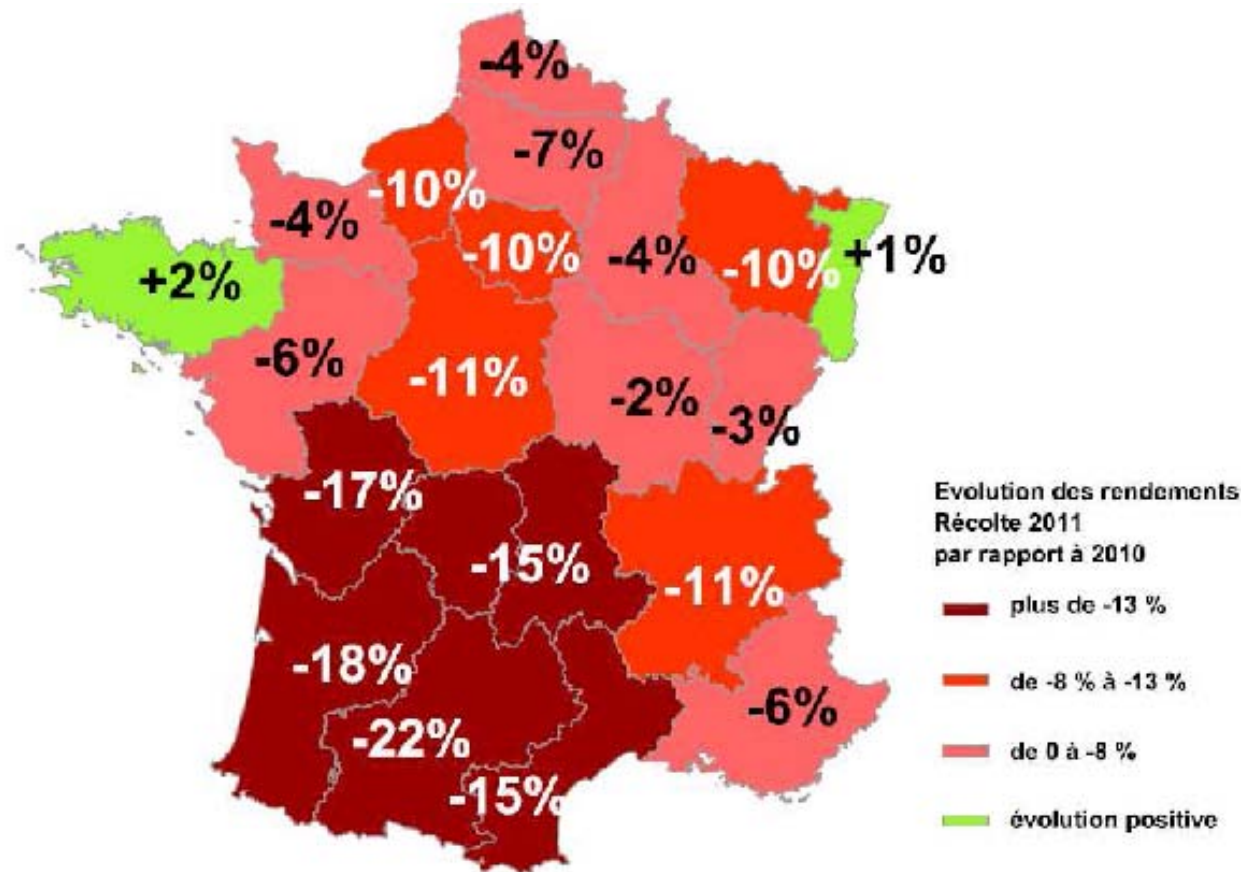 -4%
-7%
-10%
-4%
-10%
-4%
-10%
+1%
+2%
-6%
-11%
-2%
-3%
-17%
-15%
-11%
-18%
-6%
-22%
-15%
Evolution des rendements
Récolte 2011
par rapport à 2010
plus de -13 %
de -8 % à -13 %
de 0 à -8 %
évolution positive